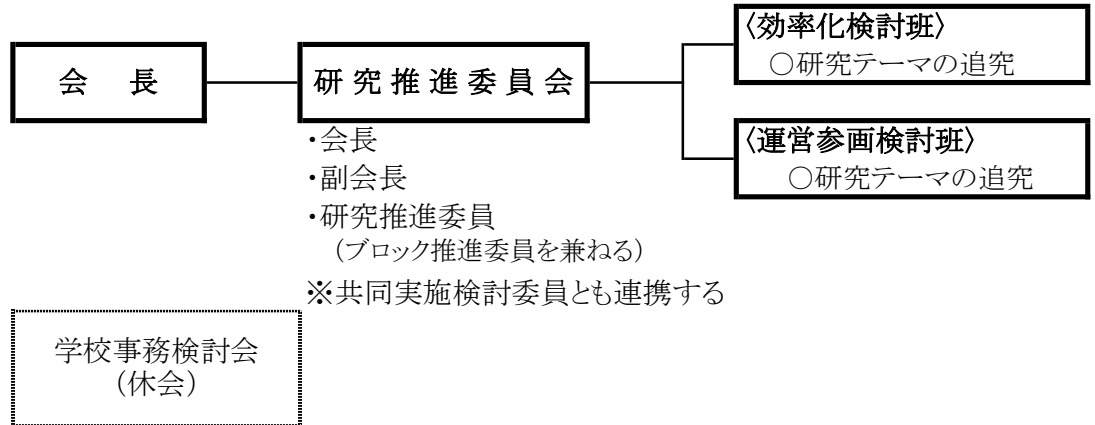 会　長
研究推進委員会
・会長
・副会長
・研究推進委員
（ブロック推進委員を兼ねる）
※共同実施検討委員とも連携する
〈効率化検討班〉
○研究テーマの追究
〈運営参画検討班〉
○研究テーマの追究
学校事務検討会
（休会）